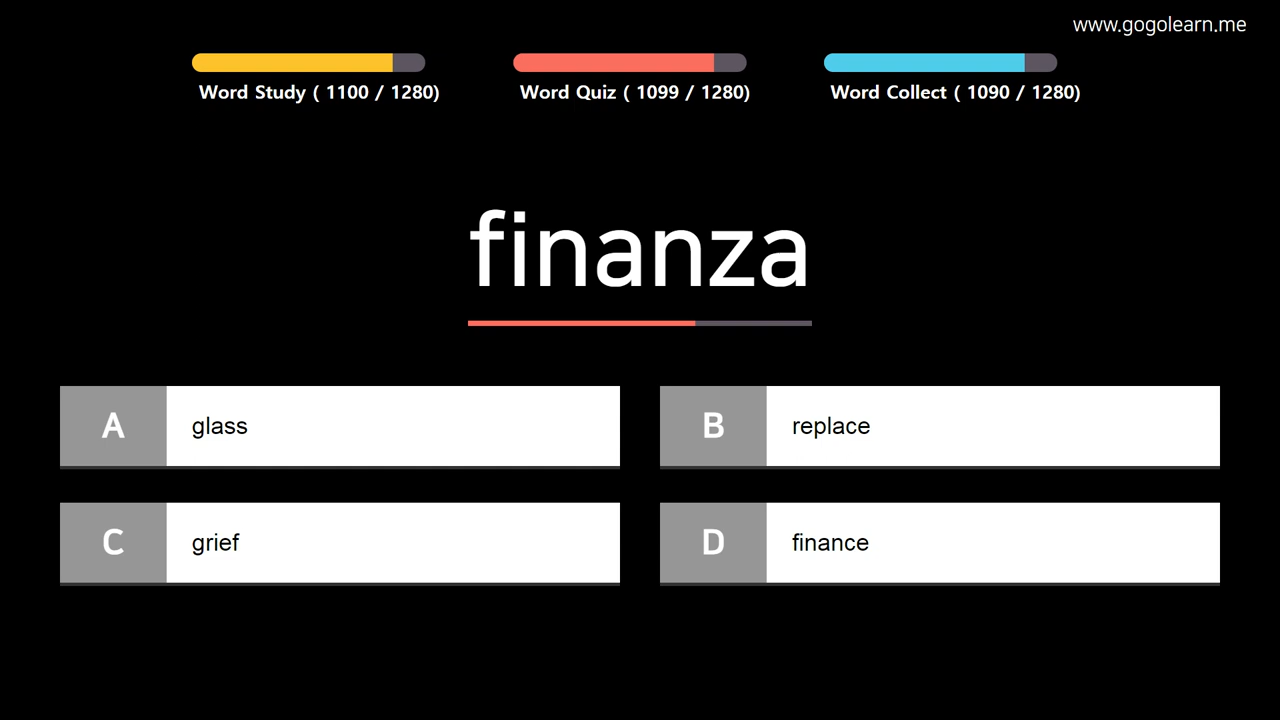 www.gogolearn.me
Word Study ( 1100 / 1280)
Word Quiz ( 1099 / 1280)
Word Collect ( 1090 / 1280)
finanza
A glass
B replace
C grief
D finance